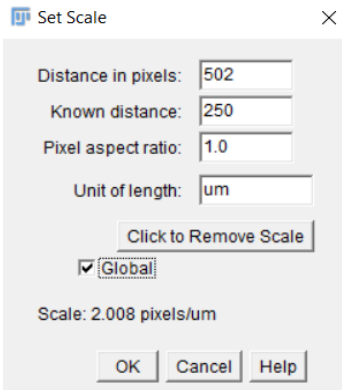 Set Scale
Distance in pixels: 502
Known distance: 250
Pixel aspect ratio: 1.0
Unit of length: um
Click to Remove Scale
Global
Scale: 2.008 pixels/um
OK Cancel Help